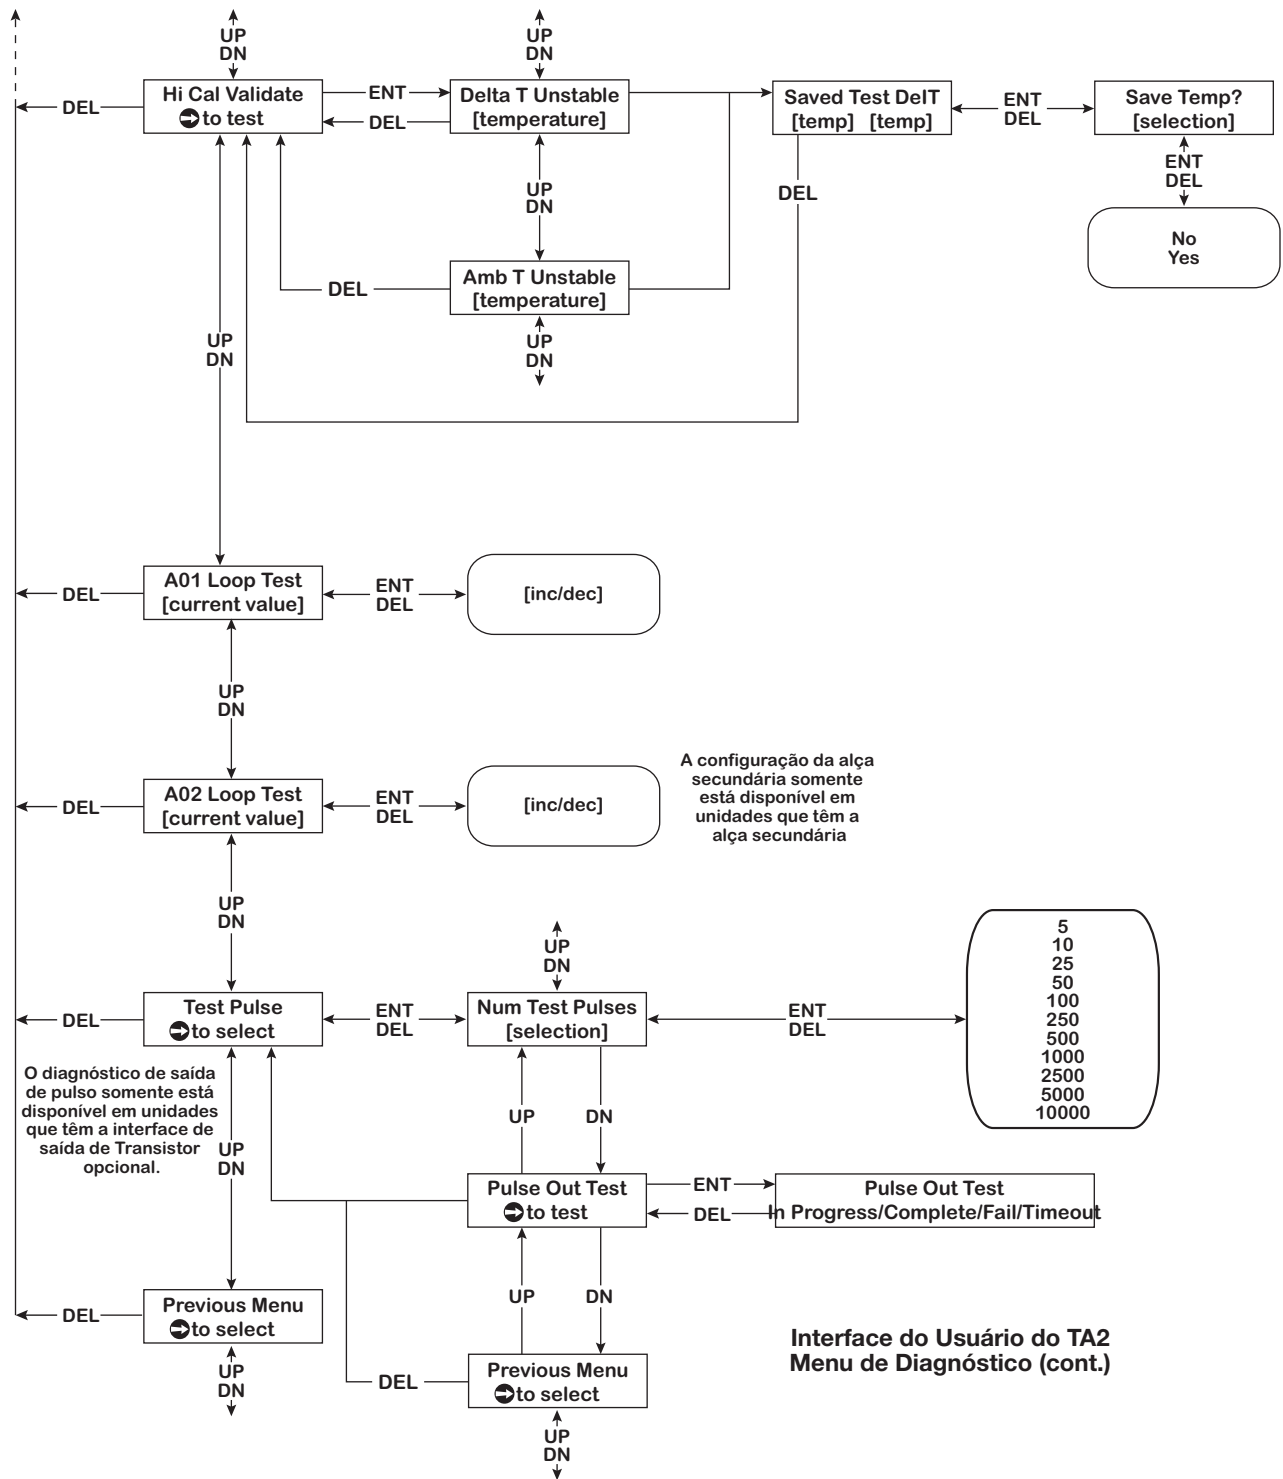 UP
DN
UP
DN
Hi Cal Validate
to test
DEL
ENT
DEL
Delta T Unstable
[temperature]
Saved Test DelT
[temp] [temp]
ENT
DEL
Save Temp?
[selection]
UP
DN
DEL
ENT
DEL
No
Yes
Amb T Unstable
[temperature]
DEL
UP
DN
UP
DN
A01 Loop Test
[current value]
DEL
ENT
DEL
[inc/dec]
UP
DN
A02 Loop Test
[current value]
DEL
ENT
DEL
[inc/dec]
A configuração da alça
secundária somente
está disponível em
unidades que têm a
alça secundária
UP
DN
UP
DN
Test Pulse
to select
DEL
ENT
DEL
Num Test Pulses
[selection]
ENT
DEL
5
10
25
50
100
250
500
1000
2500
5000
10000
O diagnóstico de saída
de pulso somente está
disponível em unidades
que têm a interface de
saída de Transistor
opcional.
UP
DN
UP
DN
Pulse Out Test
to test
ENT
DEL
Pulse Out Test
In Progress/Complete/Fail/Timeout
UP
DN
Previous Menu
to select
DEL
UP
DN
Previous Menu
to select
DEL
UP
DN
Interface do Usuário do TA2
Menu de Diagnóstico (cont.)